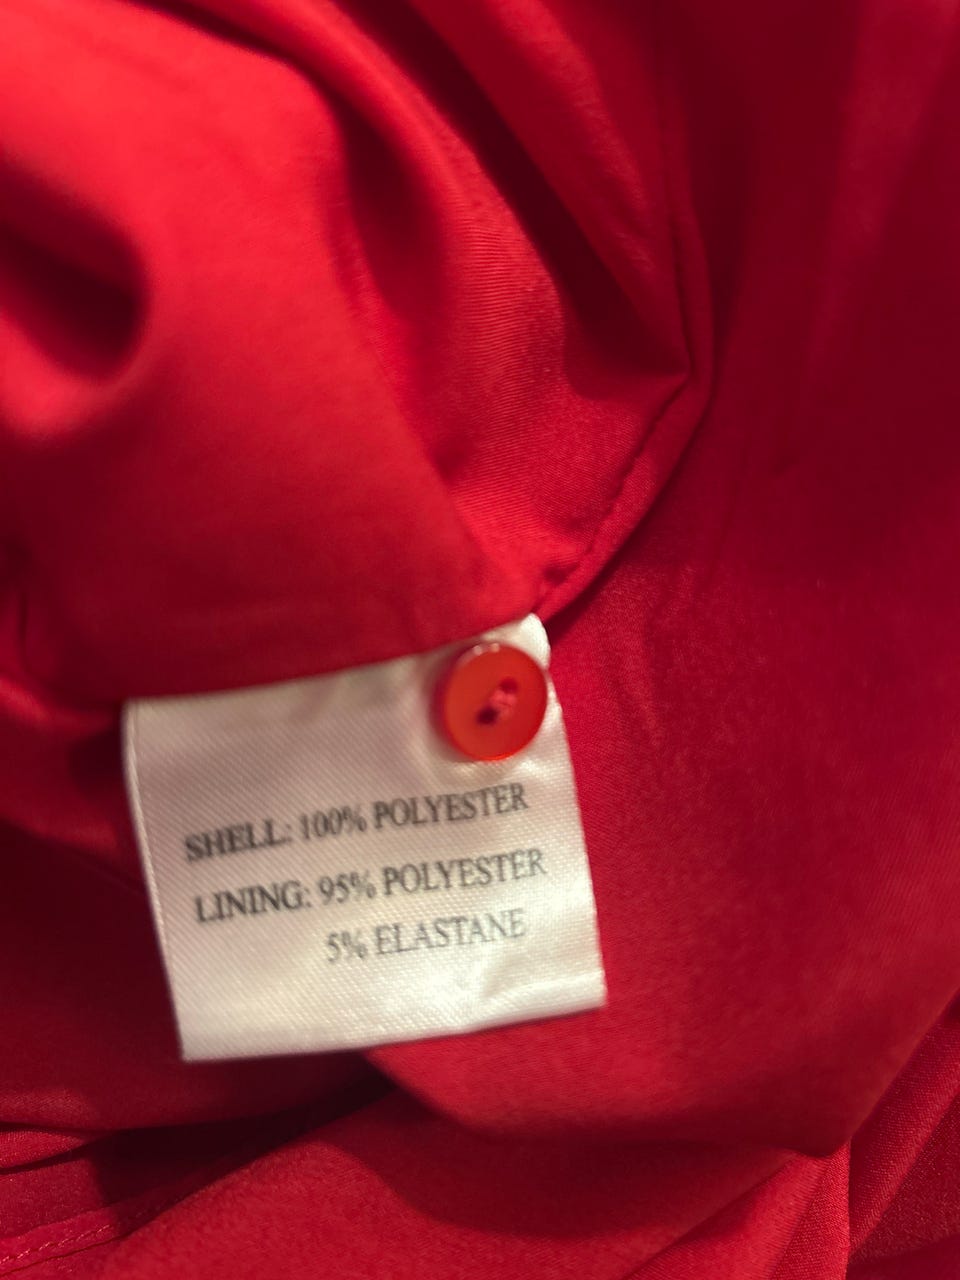 SHELL: 100% POLYESTER
LINING: 95% POLYESTER
5% ELASTANE